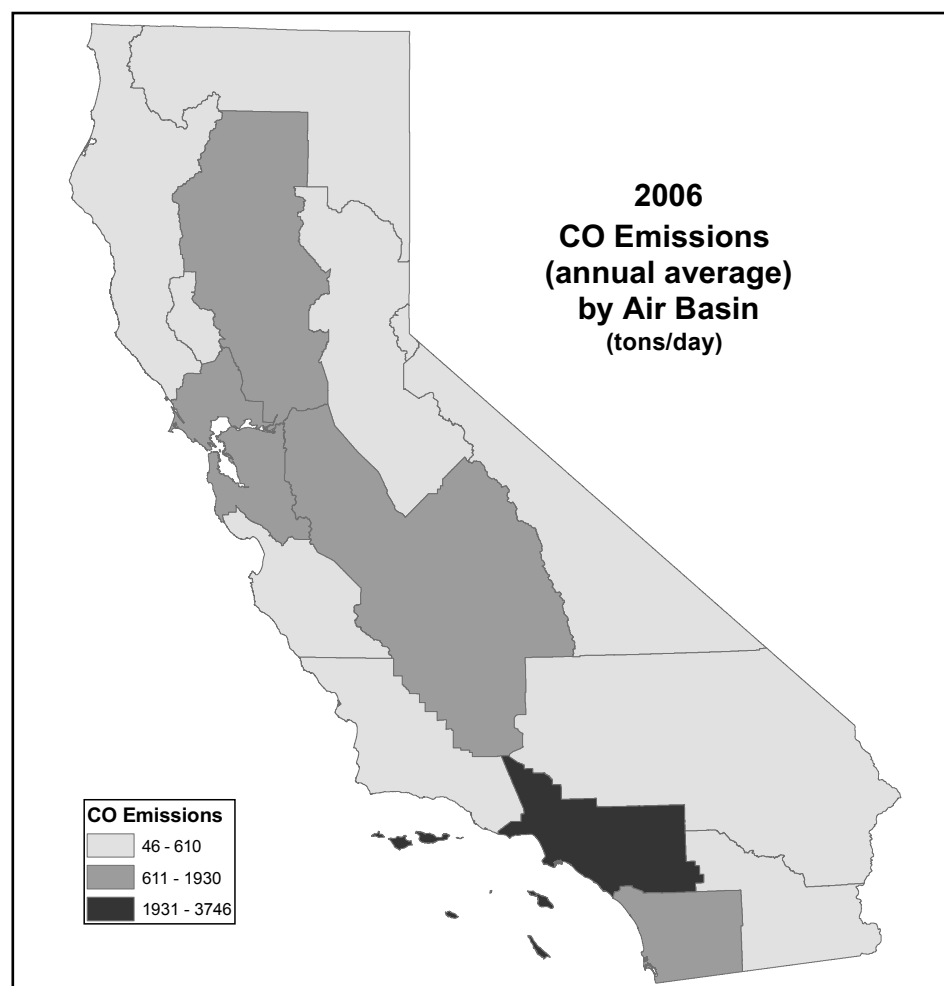 2006
CO Emissions
(annual average)
by Air Basin
(tons/day)
CO Emissions
46 - 610
611 - 1930
1931 - 3746